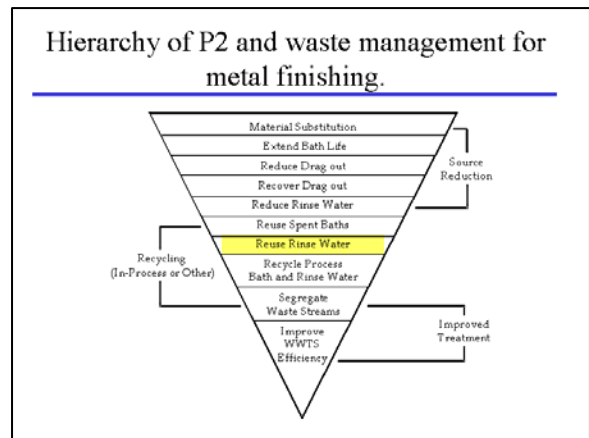 Hierarchy of P2 and waste management for
metal finishing.
Material Substitution
Extend Bath Life
Reduce Drag out
Recover Drag out
Reduce Rinse Water
Source
Reduction
Reuse Spent Baths
Reuse Rinse Water
Recycle Process
Bath and Rinse Water
Segregate
Waste Streams
Recycling
(In-Process or Other)
Improve
WWTS
Efficiency
Improved
Treatment